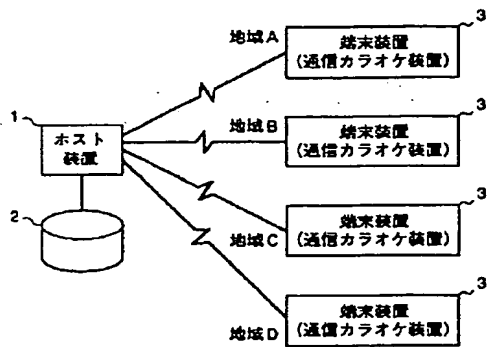 地域A
端末装置
(通信カラオケ装置)
3
1
ホスト
装置
地域B
端末装置
(通信カラオケ装置)
3
2
地域C
端末装置
(通信カラオケ装置)
3
地域D
端末装置
(通信カラオケ装置)
3